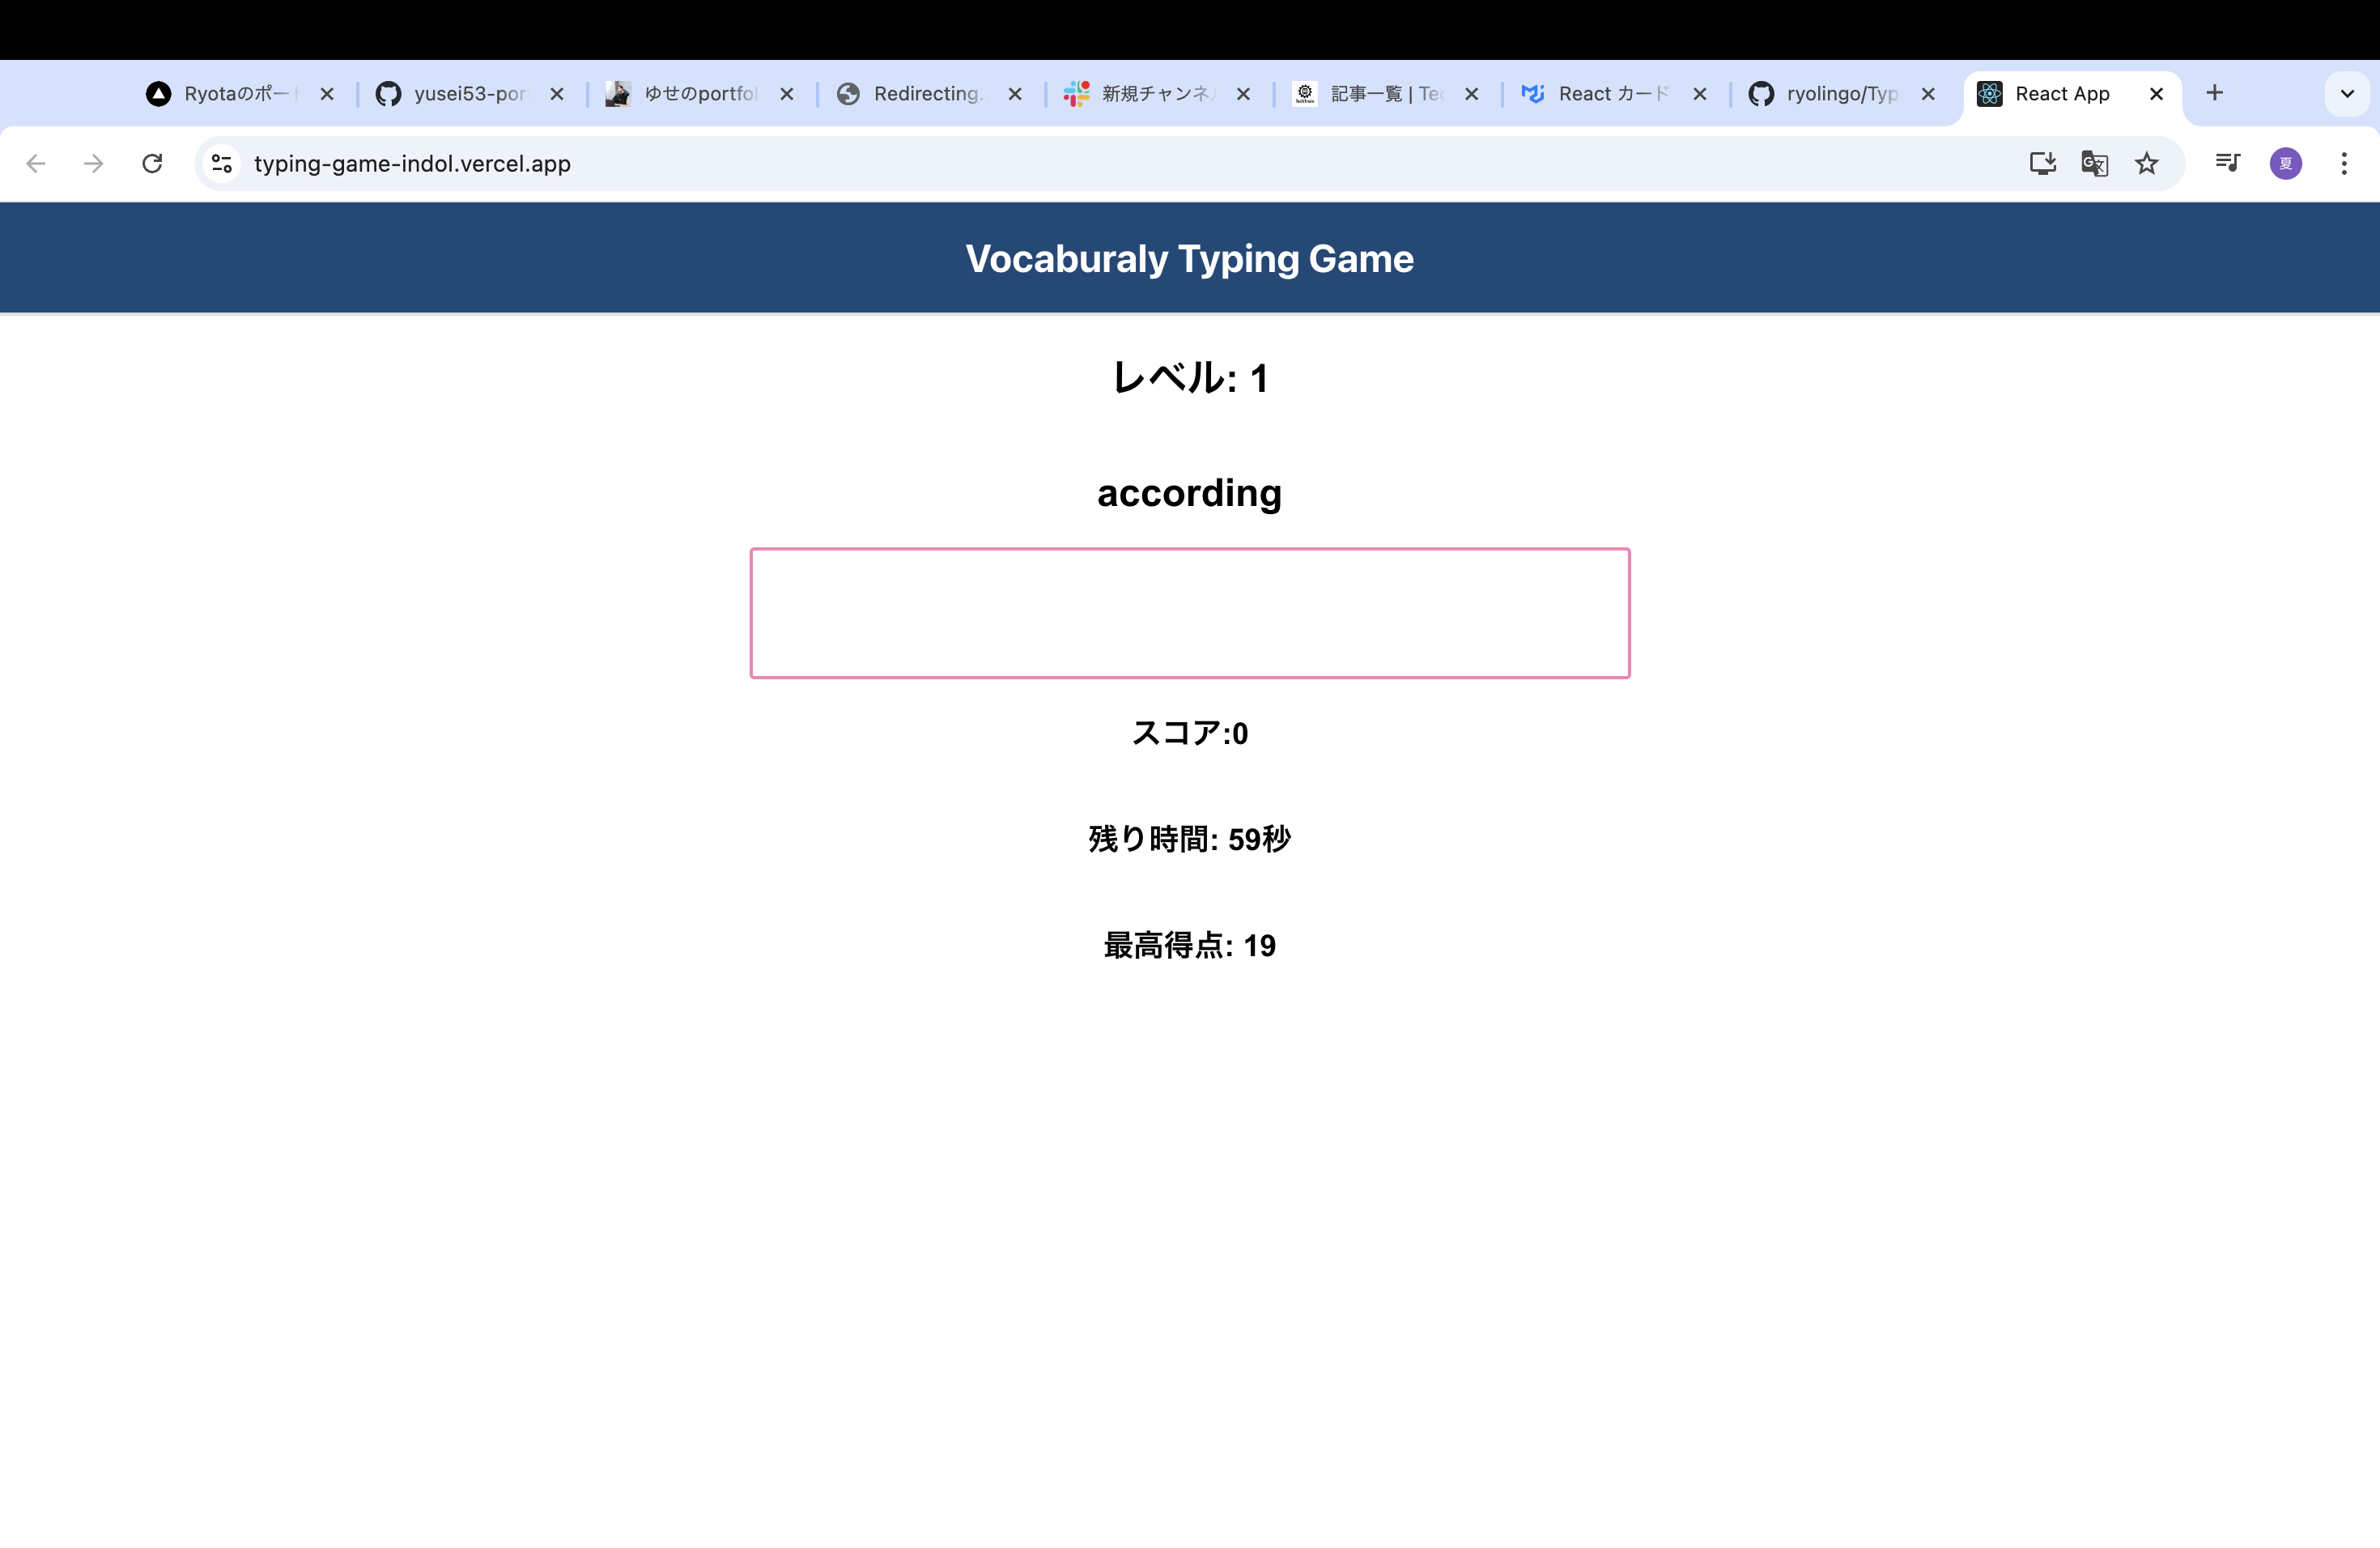 Ryotaのポート
yusei53-por
ゆせのportfol
Redirecting..
新規チャンネル
記事一覧 | Tec
React カード
ryolingo/Typ
React App
typing-game-indol.vercel.app
夏
Vocaburaly Typing Game
レベル: 1
according
スコア:0
残り時間: 59秒
最高得点: 19